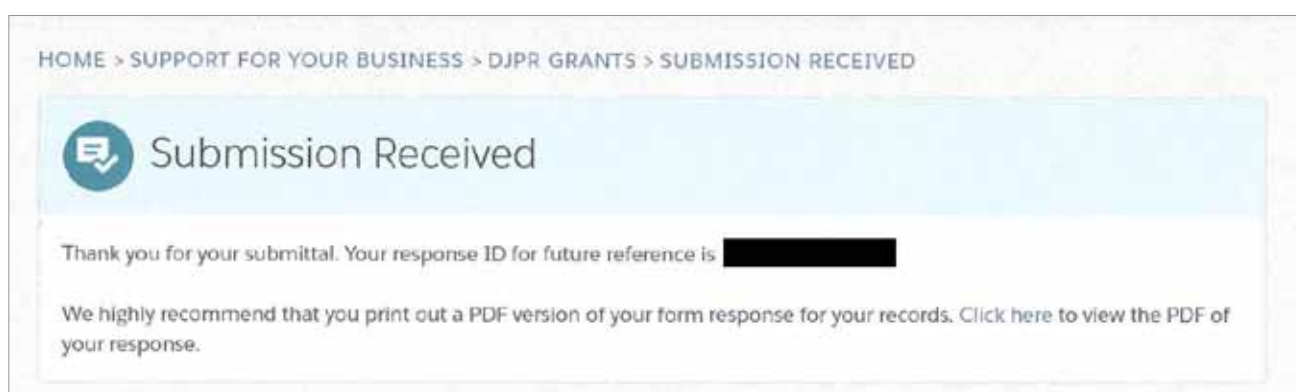 HOME > SUPPORT FOR YOUR BUSINESS > DJPR GRANTS > SUBMISSION RECEIVED
Submission Received
Thank you for your submittal. Your response ID for future reference is
We highly recommend that you print out a PDF version of your form response for your records. Click here to view the PDF of
your response.